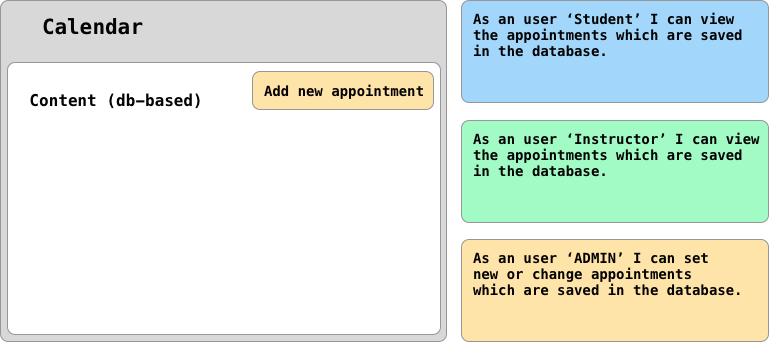 Calendar
Content (db-based)
Add new appointment
As an user ‘Student’ I can view
the appointments which are saved
in the database.
As an user ‘Instructor’ I can view
the appointments which are saved
in the database.
As an user ‘ADMIN’ I can set
new or change appointments
which are saved in the database.